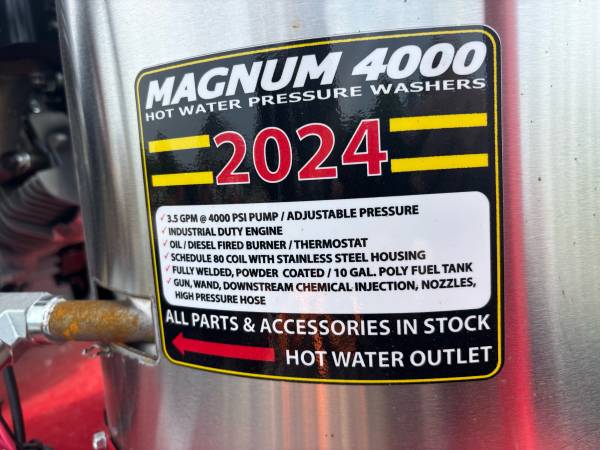 MAGNUM 4000
HOT WATER PRESSURE WASHERS
2024
✓ 3.5 GPM @ 4000 PSI PUMP / ADJUSTABLE PRESSURE
✓ INDUSTRIAL DUTY ENGINE
✓ OIL / DIESEL FIRED BURNER / THERMOSTAT
✓ SCHEDULE 80 COIL WITH STAINLESS STEEL HOUSING
✓ FULLY WELDED, POWDER COATED / 10 GAL. POLY FUEL TANK
✓ GUN, WAND, DOWNSTREAM CHEMICAL INJECTION, NOZZLES,
HIGH PRESSURE HOSE
ALL PARTS & ACCESSORIES IN STOCK
HOT WATER OUTLET